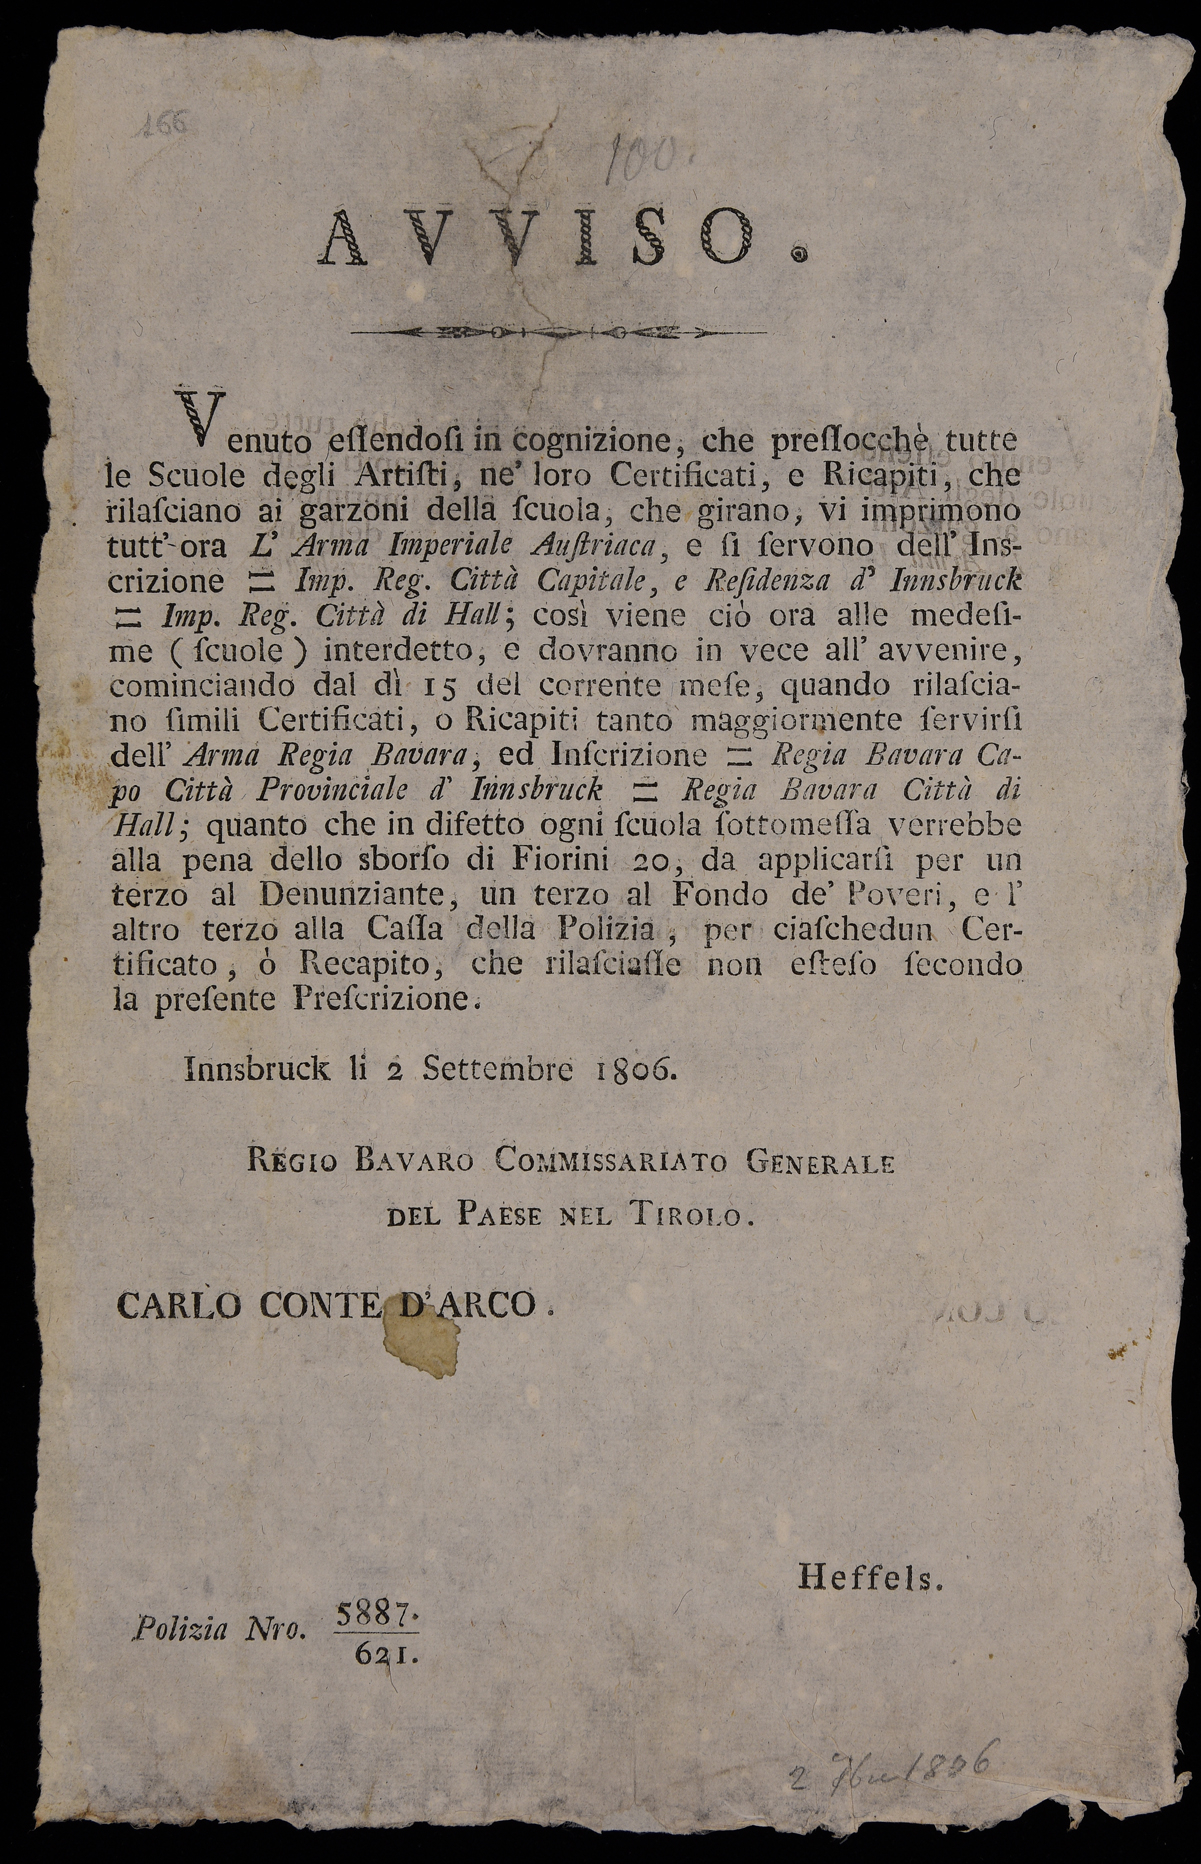 166
100.
AVVISO.
Venuto eſſendoſi in cognizione, che preſſocchè tutte
le Scuole degli Artiſti, ne' loro Certificati, e Ricapiti, che
rilaſciano ai garzoni della ſcuola, che girano, vi imprimono
tutt'-ora L' Arma Imperiale Auſtriaca, e ſi ſervono dell' Ins-
crizione = Imp. Reg. Città Capitale, e Reſidenza d' Innsbruck
= Imp. Reg. Città di Hall; così viene ciò ora alle medeſi-
me ( ſcuole ) interdetto, e dovranno in vece all' avvenire,
cominciando dal dì 15 del corrente meſe, quando rilaſcia-
no ſimili Certificati, o Ricapiti tanto maggiormente ſervirſi
dell' Arma Regia Bavara, ed Inſcrizione = Regia Bavara Ca-
po Città Provinciale d' Innsbruck = Regia Bavara Città di
Hall; quanto che in difetto ogni ſcuola ſottomeſſa verrebbe
alla pena dello sborſo di Fiorini 20, da applicarſi per un
terzo al Denunziante, un terzo al Fondo de' Poveri, e l'
altro terzo alla Caſſa della Polizia, per ciaſchedun Cer-
tificato, ò Recapito, che rilaſciaſſe non eſteſo ſecondo
la preſente Preſcrizione.
Innsbruck li 2 Settembre 1806.
REGIO BAVARO COMMISSARIATO GENERALE
DEL PAESE NEL TIROLO.
CARLO CONTE D'ARCO.
Heffels.
Polizia Nro. 5887./621.
2 7bre 1806